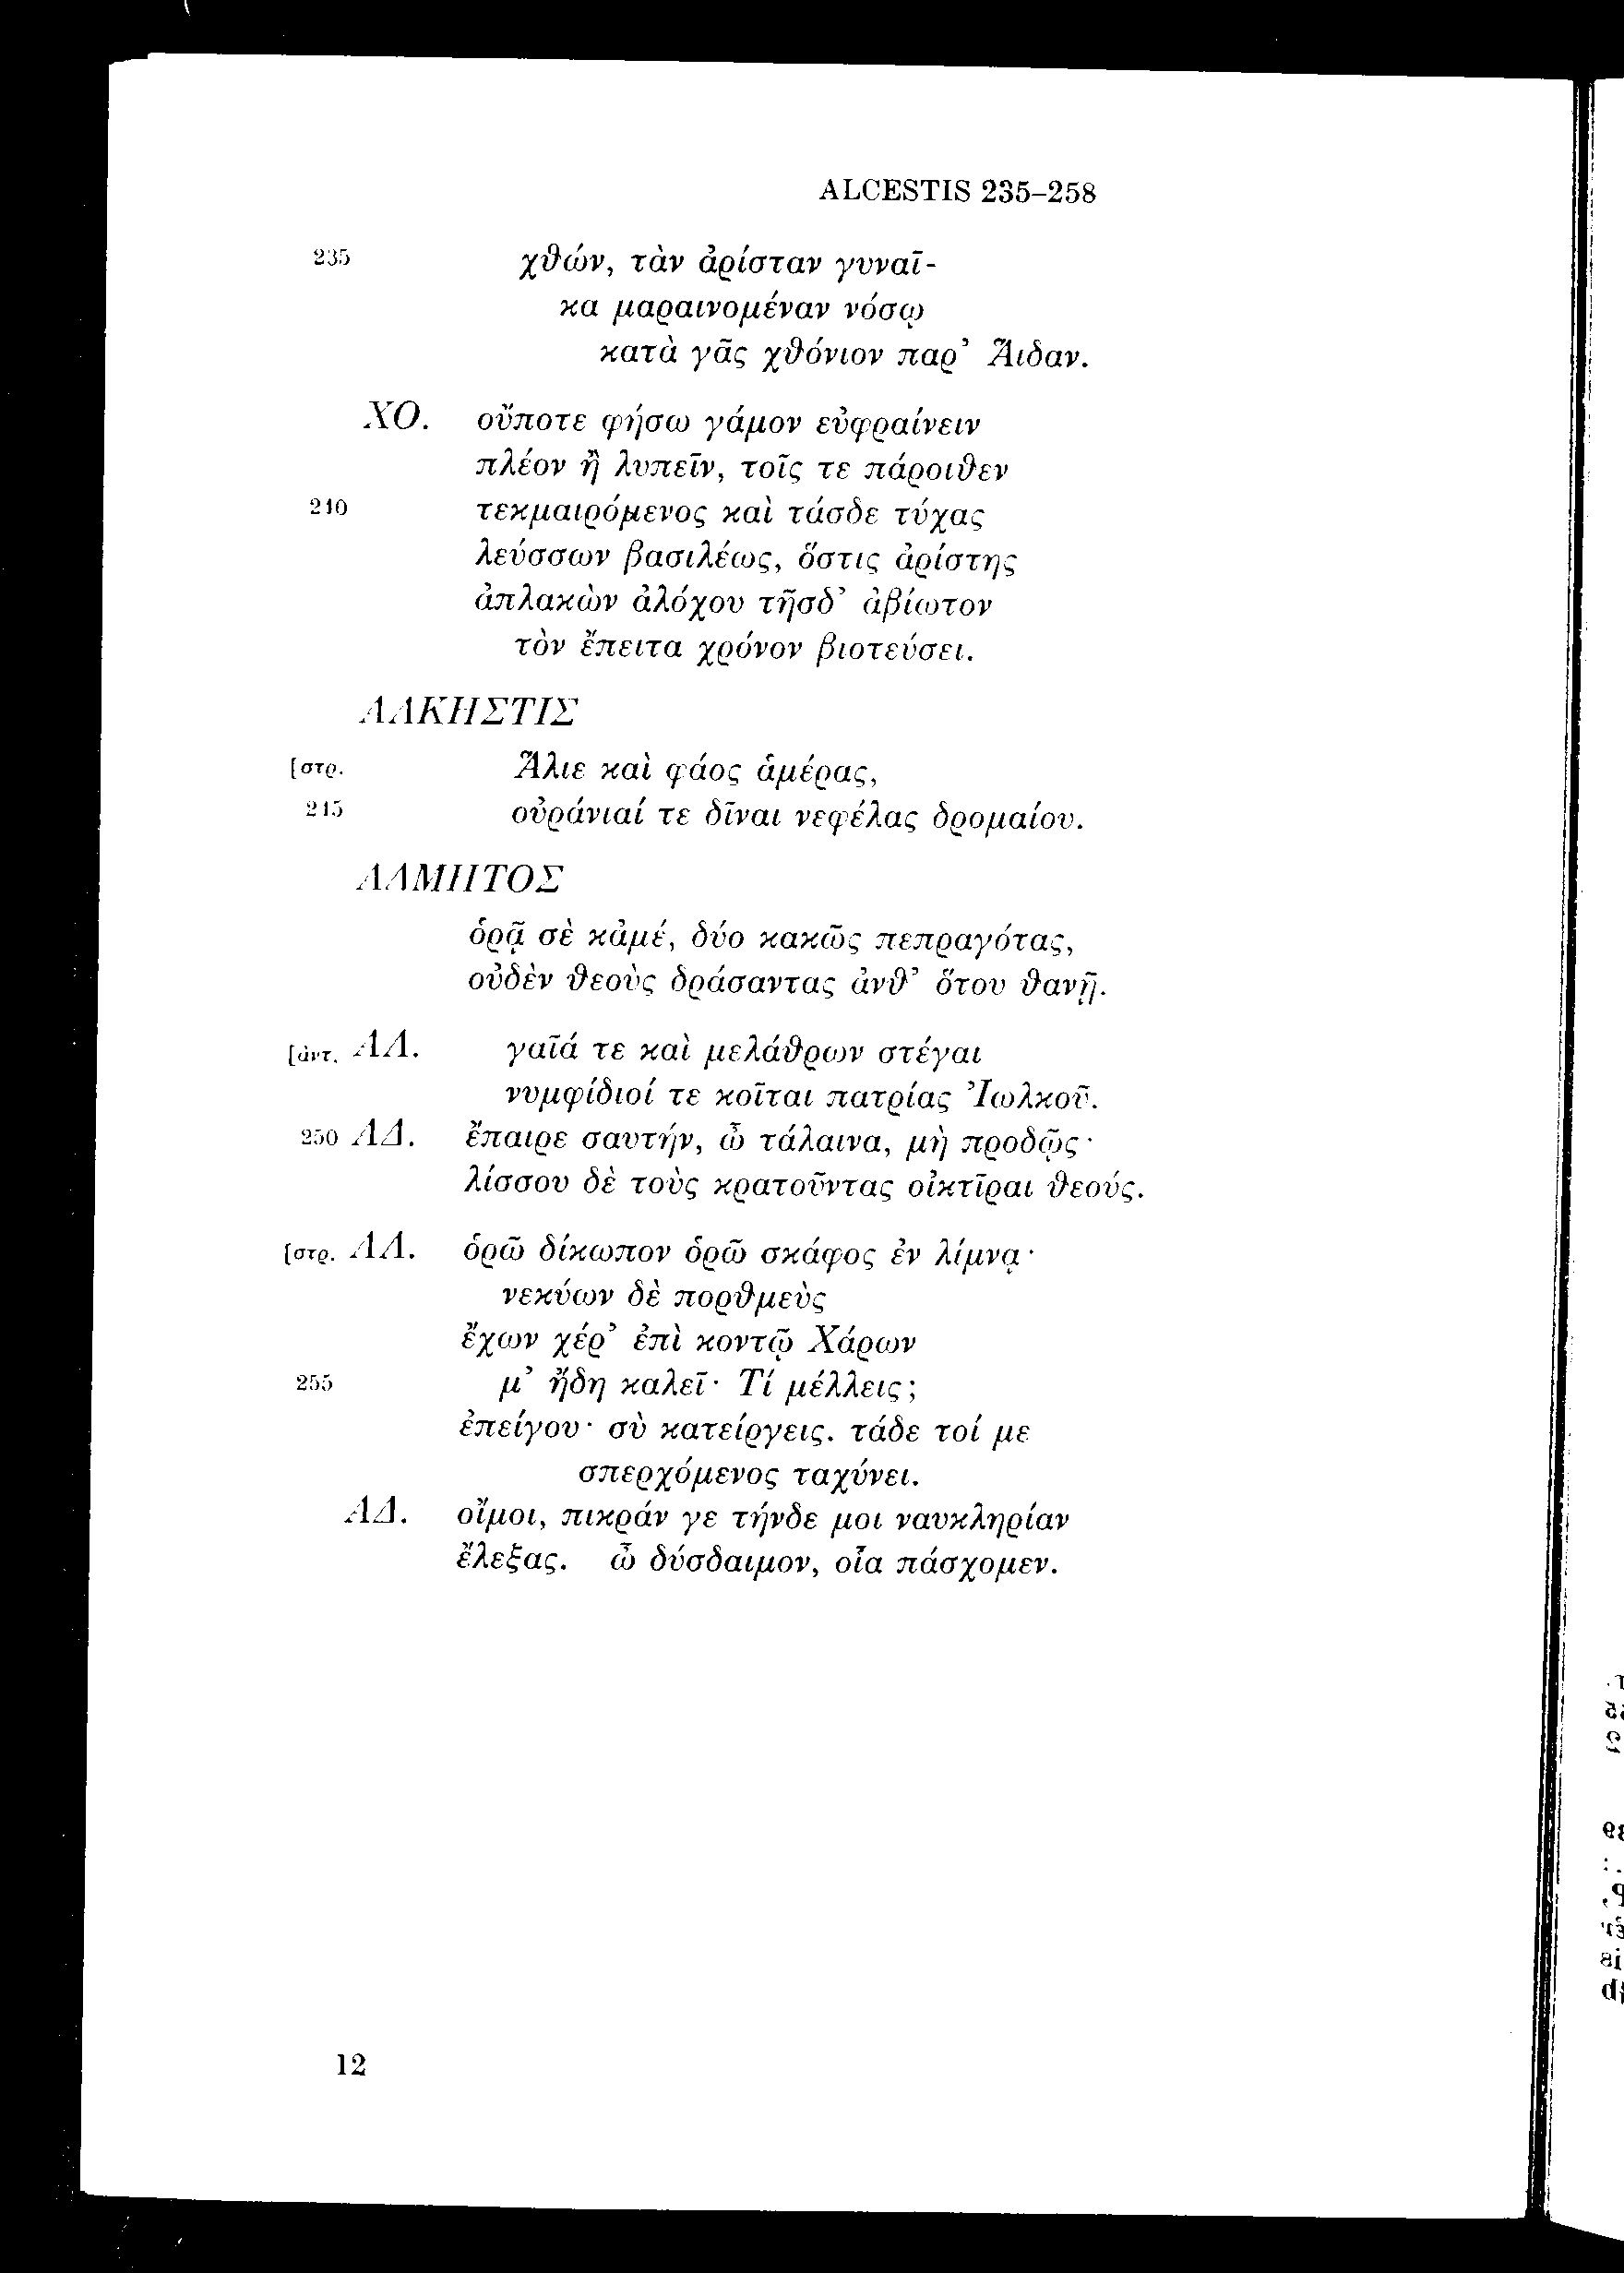 ALCESTIS 235-258
235 χθών, τὰν ἀρίσταν γυναῖ-
κα μαραινομέναν νόσῳ
κατὰ γᾶς χθόνιον παρ’ Ἅιδαν.
ΧΟ. οὔποτε φήσω γάμον εὐφραίνειν
πλέον ἢ λυπεῖν, τοῖς τε πάροιθεν
240 τεκμαιρόμενος καὶ τάσδε τύχας
λεύσσων βασιλέως, ὅστις ἀρίστης
ἀπλακὼν ἀλόχου τῆσδ’ ἀβίωτον
τὸν ἔπειτα χρόνον βιοτεύσει.
ΑΛΚΗΣΤΙΣ
[στρ. Ἅλιε καὶ φάος ἁμέρας,
245 οὐράνιαί τε δῖναι νεφέλας δρομαίου.
ΑΔΜΗΤΟΣ
ὁρᾷ σὲ κἀμέ, δύο κακῶς πεπραγότας,
οὐδὲν θεοὺς δράσαντας ἀνθ’ ὅτου θανῇ.
[ἀντ. ΑΛ. γαῖά τε καὶ μελάθρων στέγαι
νυμφίδιοί τε κοῖται πατρίας Ἰωλκοῦ.
250 ΑΔ. ἔπαιρε σαυτήν, ὦ τάλαινα, μὴ προδῷς·
λίσσου δὲ τοὺς κρατοῦντας οἰκτῖραι θεούς.
[στρ. ΑΛ. ὁρῶ δίκωπον ὁρῶ σκάφος ἐν λίμνᾳ·
νεκύων δὲ πορθμεὺς
ἔχων χέρ’ ἐπὶ κοντῷ Χάρων
255 μ’ ἤδη καλεῖ· Τί μέλλεις;
ἐπείγου· σὺ κατείργεις. τάδε τοί με
σπερχόμενος ταχύνει.
ΑΔ. οἴμοι, πικράν γε τήνδε μοι ναυκληρίαν
ἔλεξας. ὦ δύσδαιμον, οἷα πάσχομεν.
12